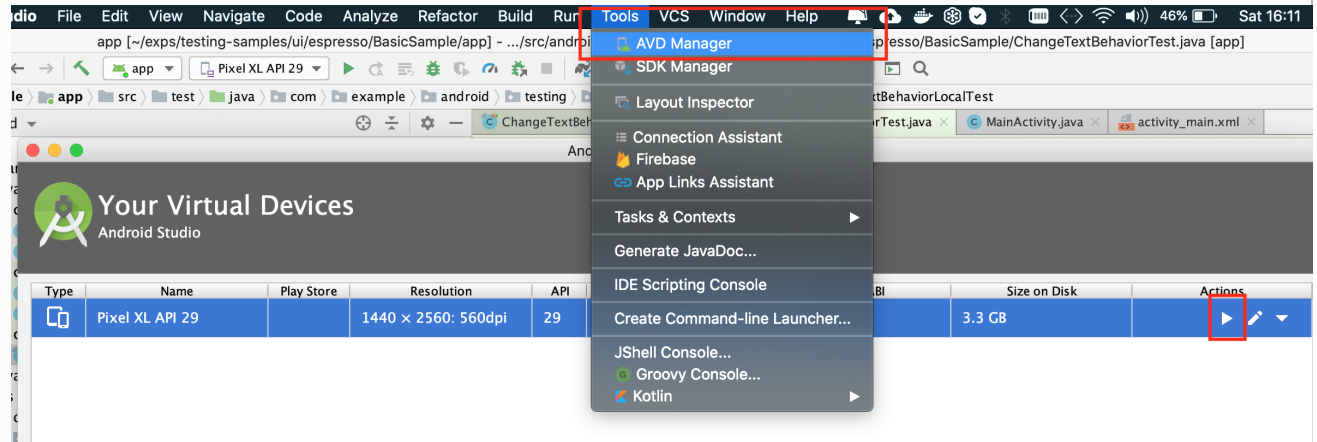 dio File Edit View Navigate Code Analyze Refactor Build Run Tools VCS Window Help 46% Sat 16:11
app [~/exps/testing-samples/ui/espresso/BasicSample/app] - .../src/androi spresso/BasicSample/ChangeTextBehaviorTest.java [app]
app Pixel XL API 29
le app src test java com example android testing xtBehaviorLocalTest
d ChangeTextBeh rTest.java MainActivity.java activity_main.xml
And
Your Virtual Devices
Android Studio
Type Name Play Store Resolution API BI Size on Disk Actions
Pixel XL API 29 1440 × 2560: 560dpi 29 3.3 GB
AVD Manager
SDK Manager
Layout Inspector
Connection Assistant
Firebase
App Links Assistant
Tasks & Contexts
Generate JavaDoc...
IDE Scripting Console
Create Command-line Launcher...
JShell Console...
Groovy Console...
Kotlin